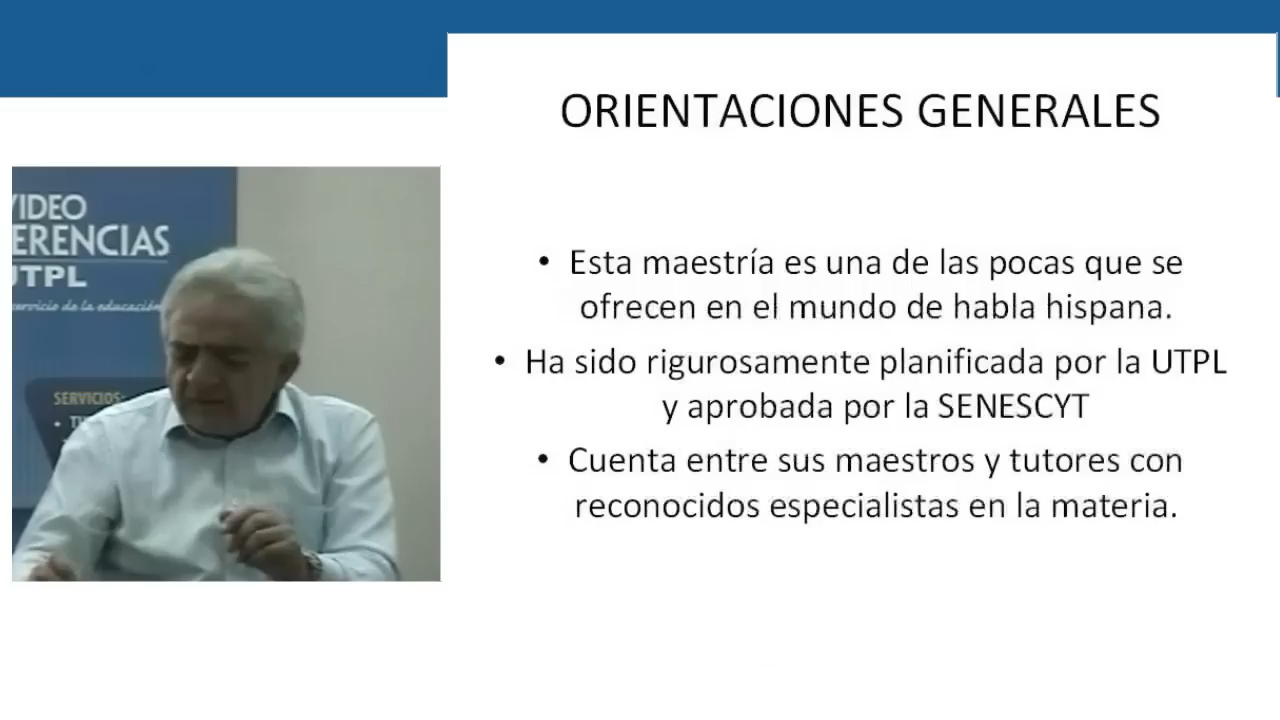 ORIENTACIONES GENERALES
VIDEO
ERENCIAS
UTPL
servicio de la educación
SERVICIOS:
• Esta maestría es una de las pocas que se
ofrecen en el mundo de habla hispana.
• Ha sido rigurosamente planificada por la UTPL
y aprobada por la SENESCYT
• Cuenta entre sus maestros y tutores con
reconocidos especialistas en la materia.